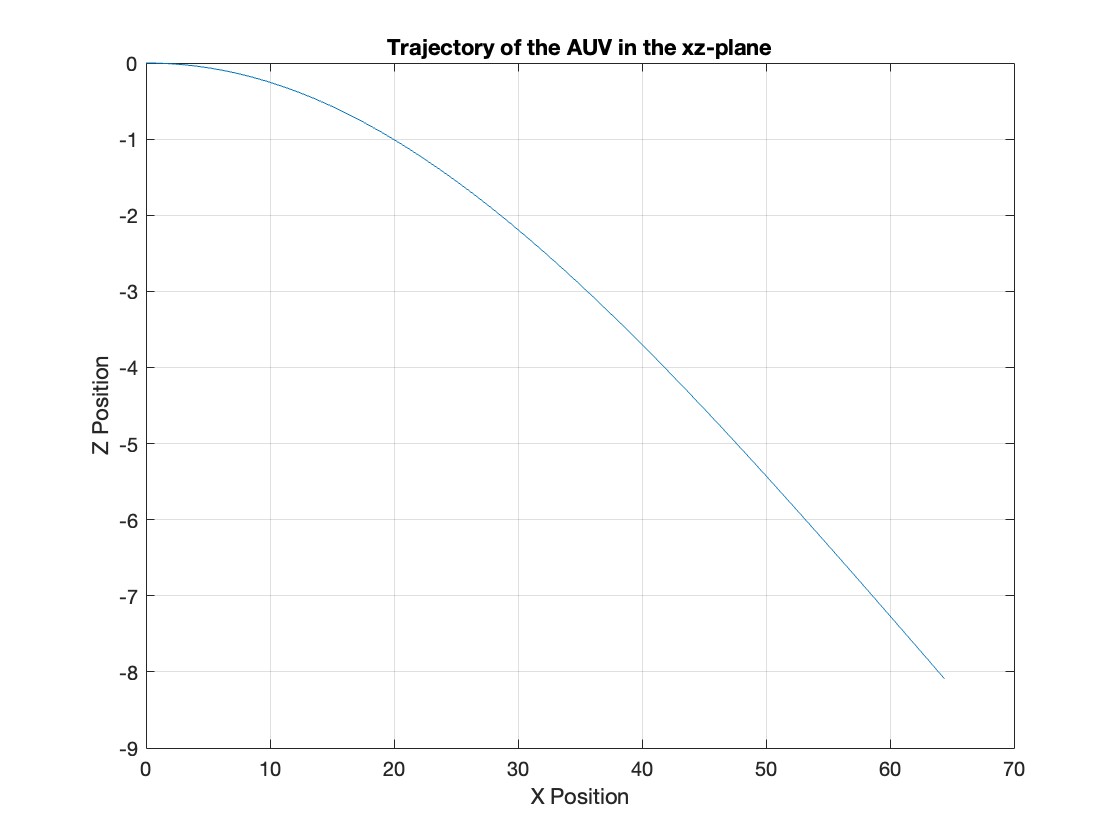 Trajectory of the AUV in the xz-plane
0
-1
-2
-3
-4
-5
-6
-7
-8
-9
Z Position
0 10 20 30 40 50 60 70
X Position